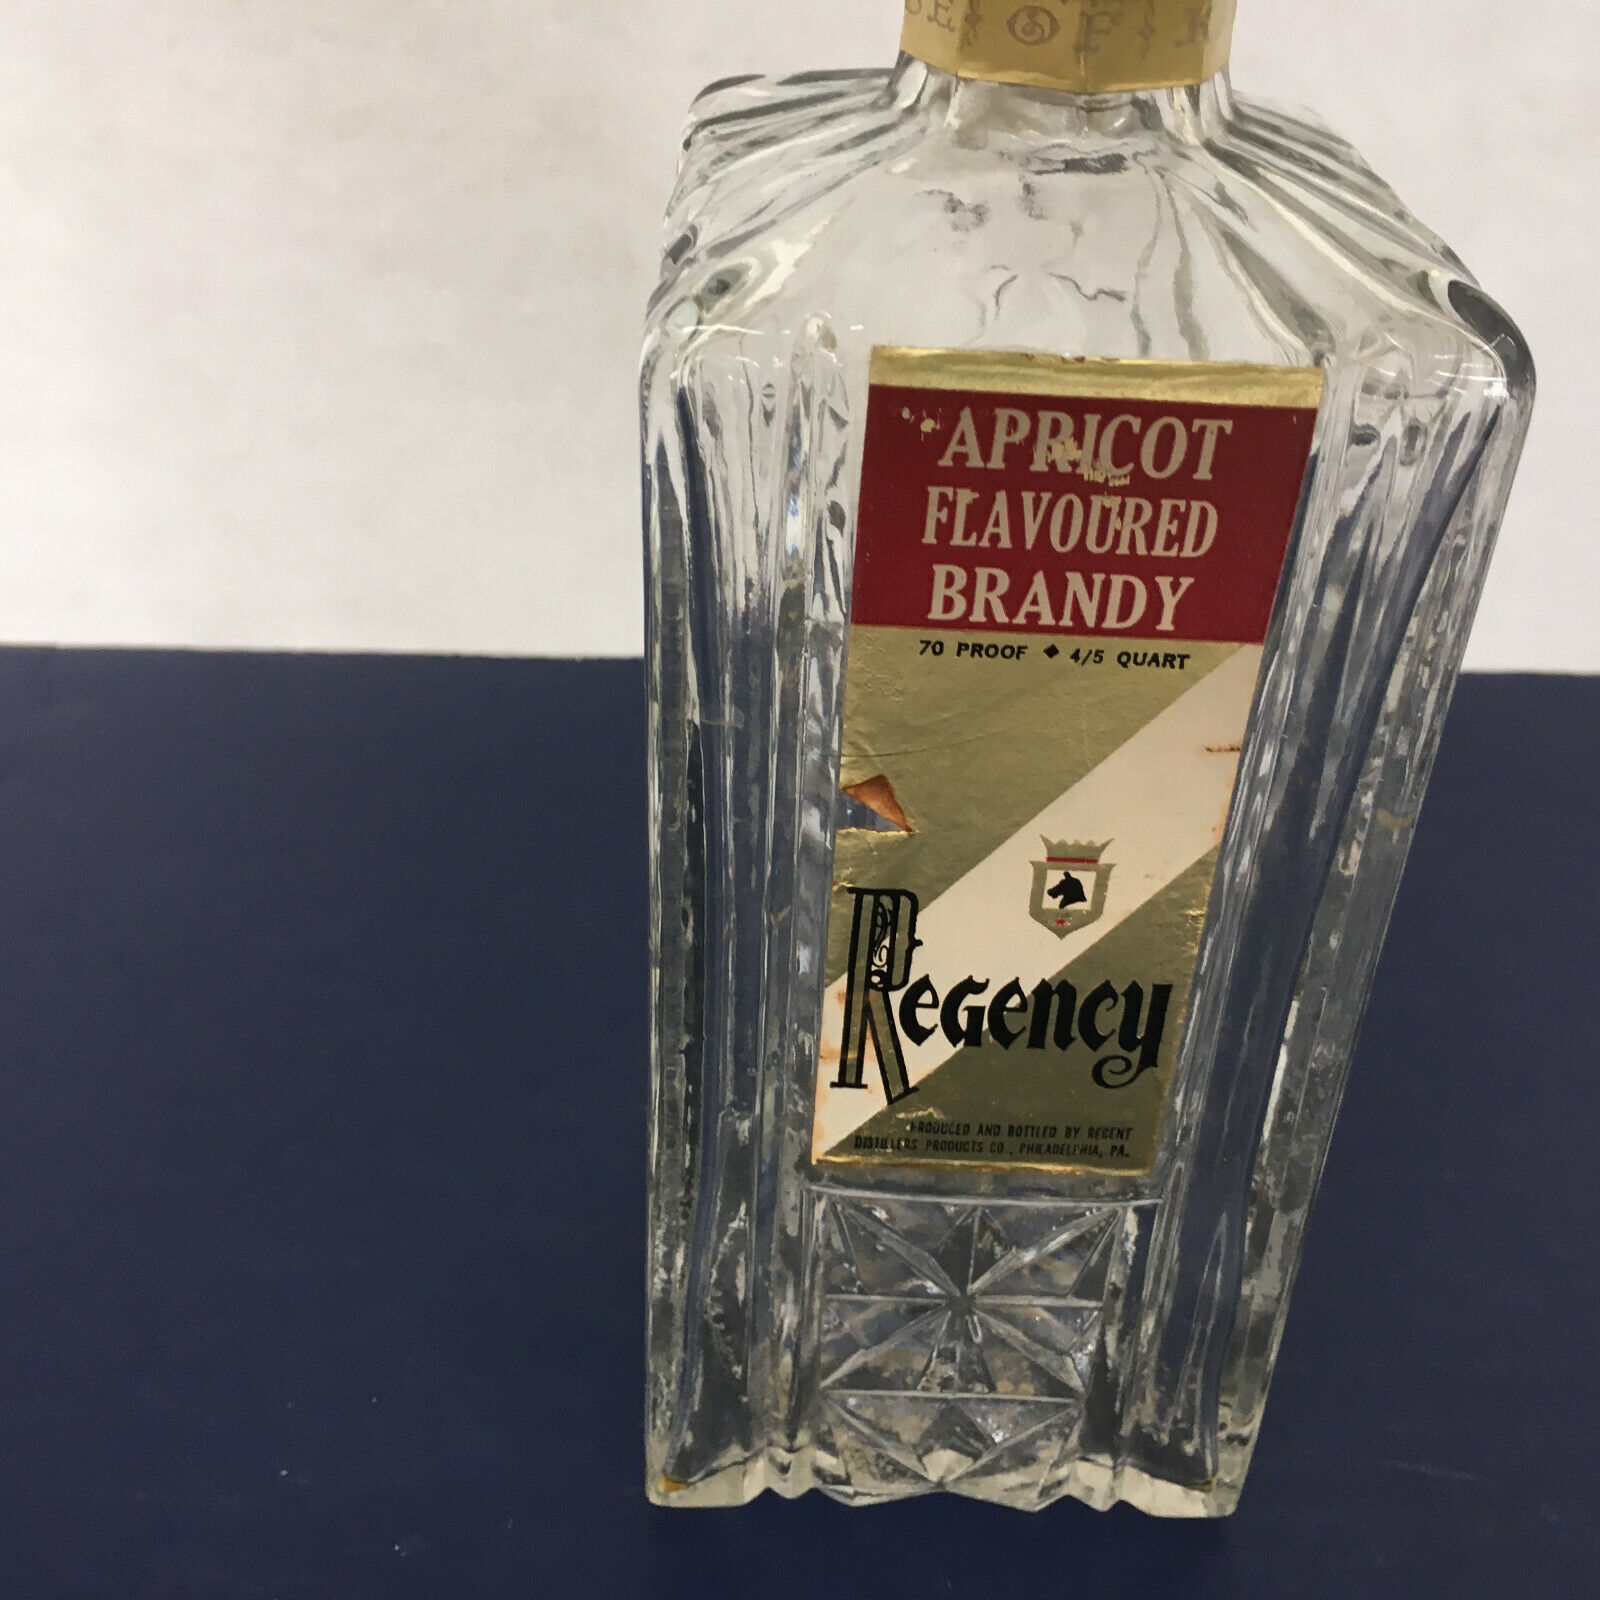 F
APRICOT
FLAVOURED
BRANDY
70 PROOF ◆ 4/5 QUART
Regency
PRODUCED AND BOTTLED BY REGENT
DISTILLERS PRODUCTS CO., PHILADELPHIA, PA.